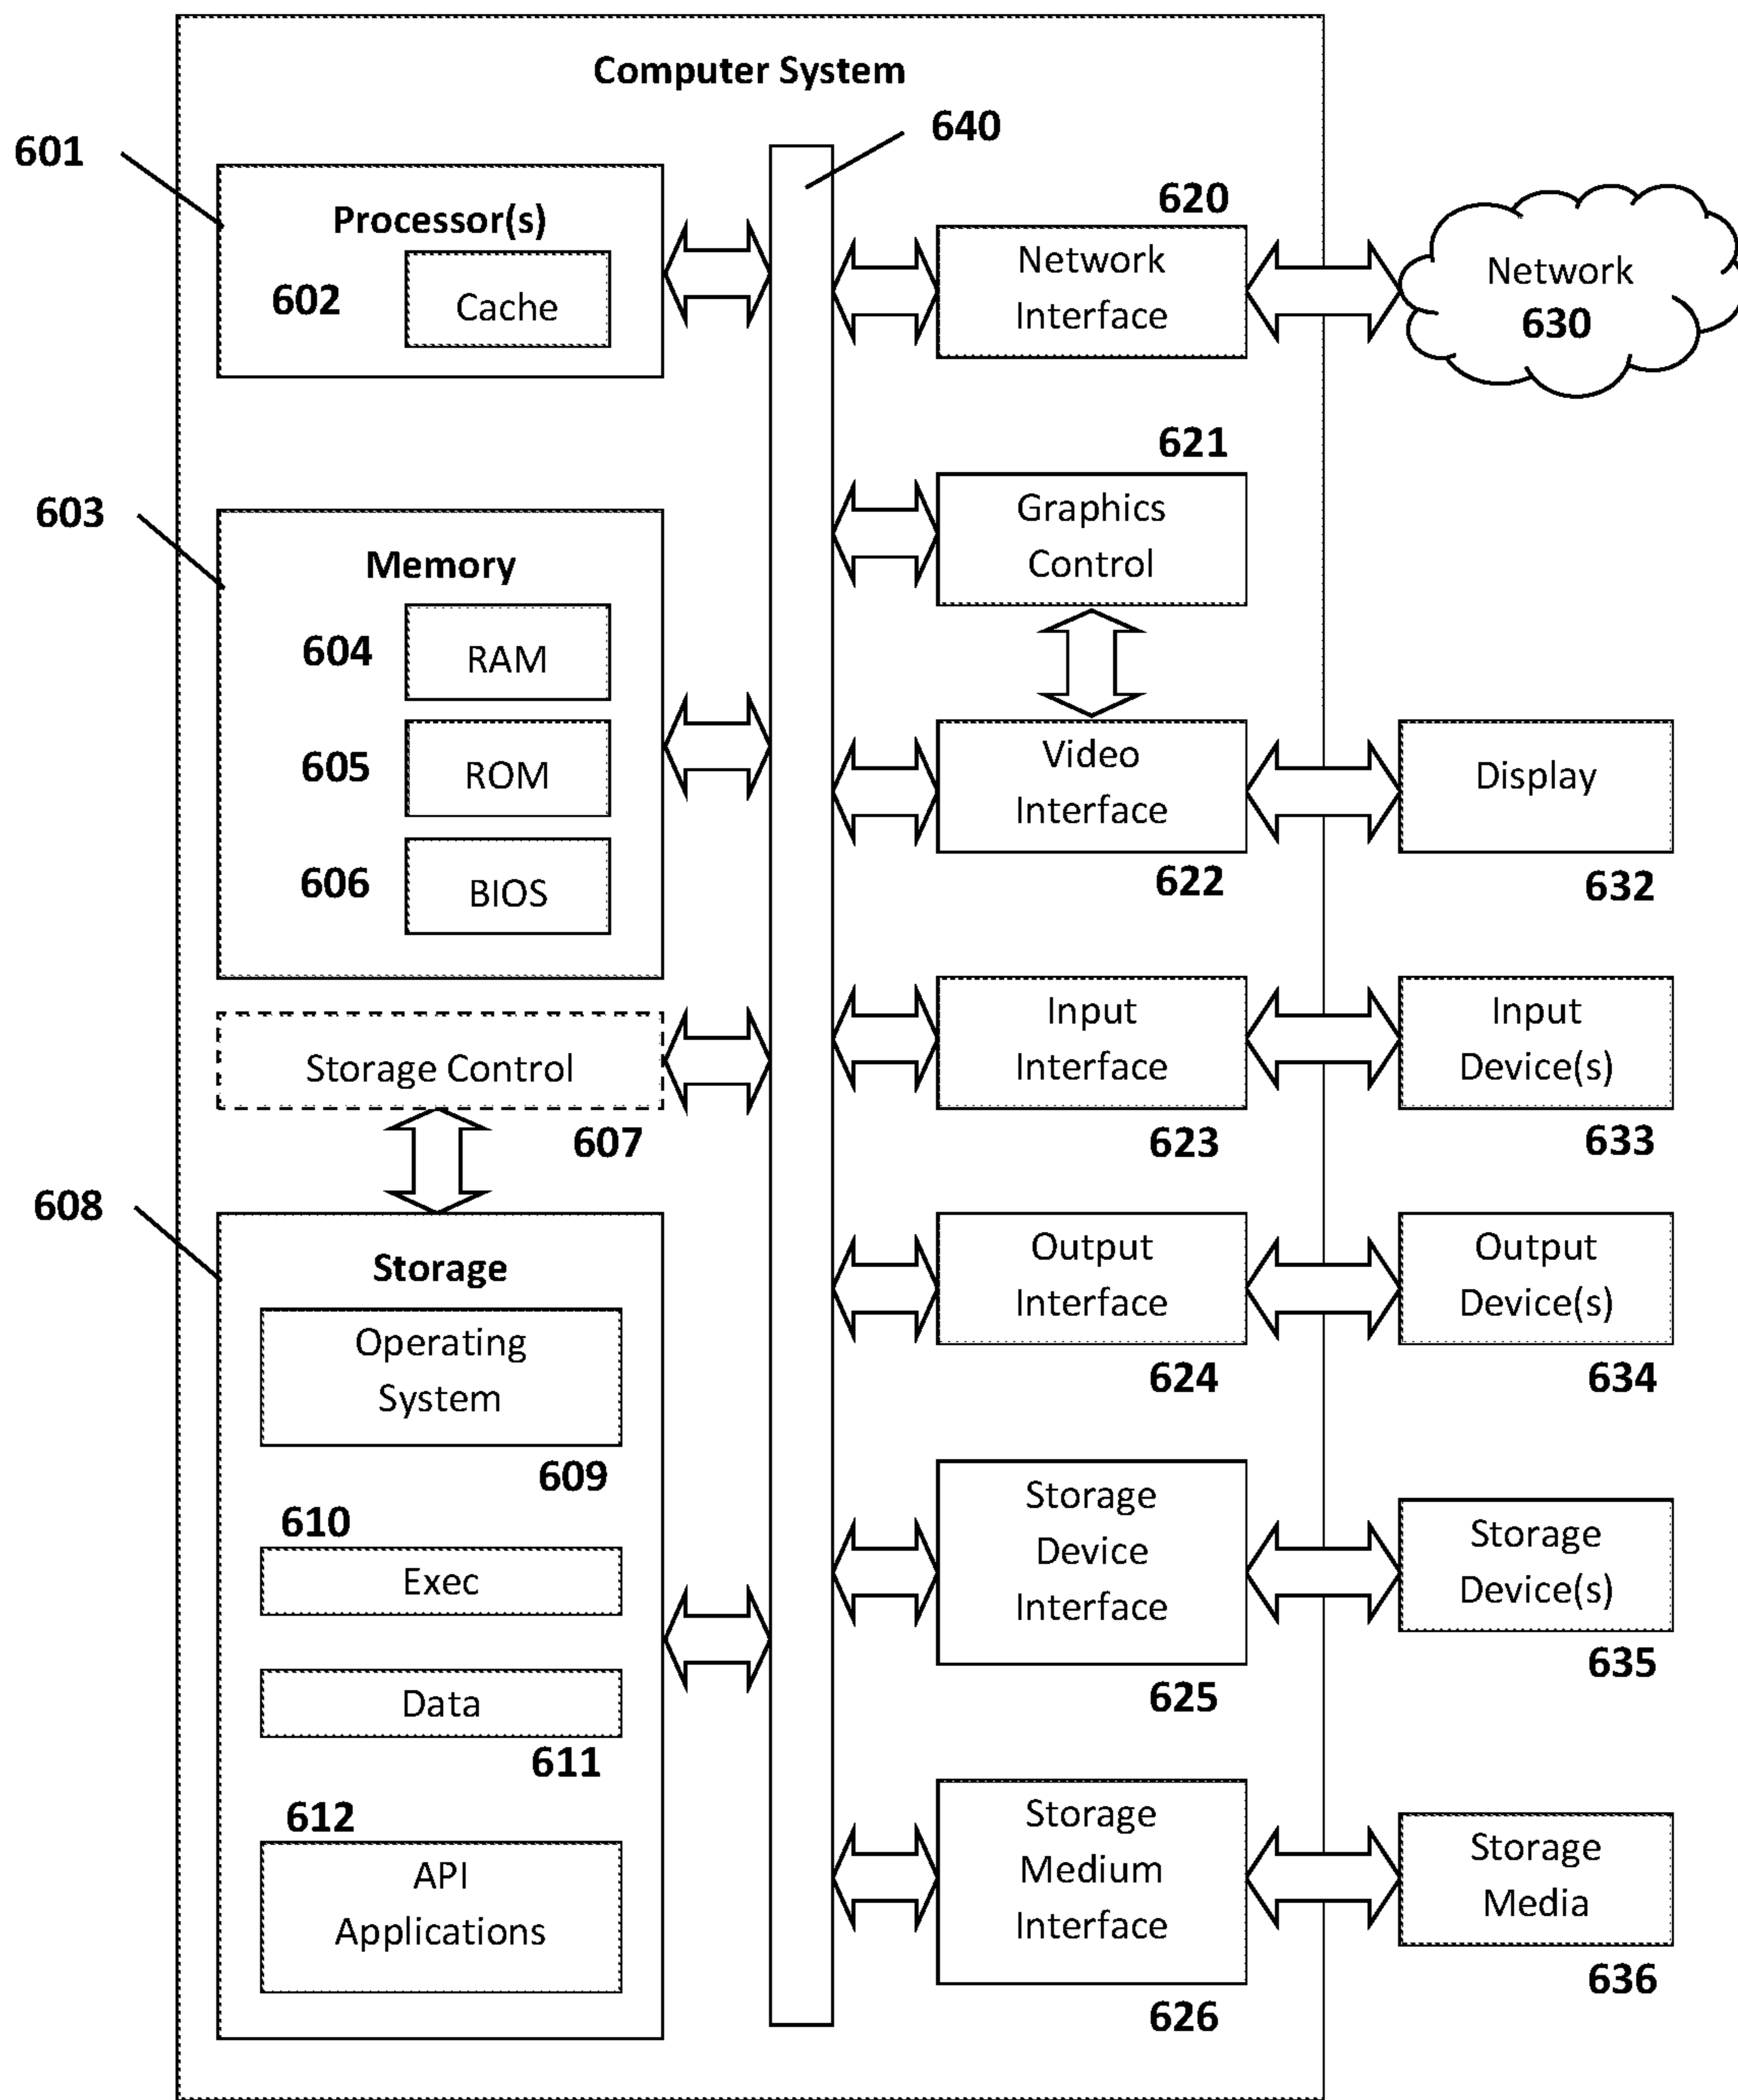 Computer System
640
601
Processor(s)
602
Cache
603
Memory
604
RAM
605
ROM
606
BIOS
Storage Control
607
608
Storage
Operating
System
609
610
Exec
Data
611
612
API
Applications
620
Network
Interface
Network
630
621
Graphics
Control
Video
Interface
622
Display
632
Input
Interface
623
Input
Device(s)
633
Output
Interface
624
Output
Device(s)
634
Storage
Device
Interface
625
Storage
Device(s)
635
Storage
Medium
Interface
626
Storage
Media
636